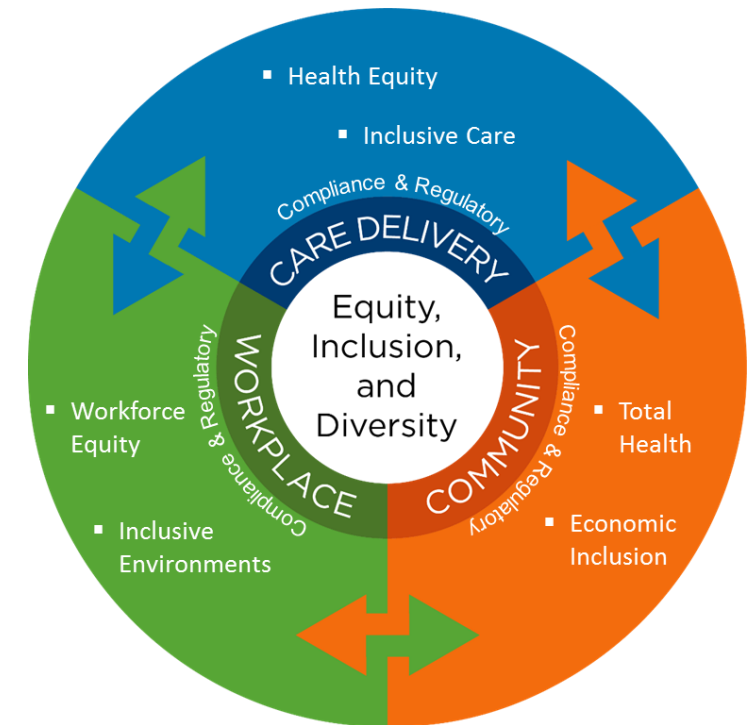 ▪ Health Equity
▪ Inclusive Care
Compliance & Regulatory
CARE DELIVERY
Equity,
Inclusion,
and
Diversity
WORKPLACE
Compliance & Regulatory
▪ Workforce
Equity
▪ Inclusive
Environments
COMMUNITY
Compliance & Regulatory
▪ Total
Health
▪ Economic
Inclusion